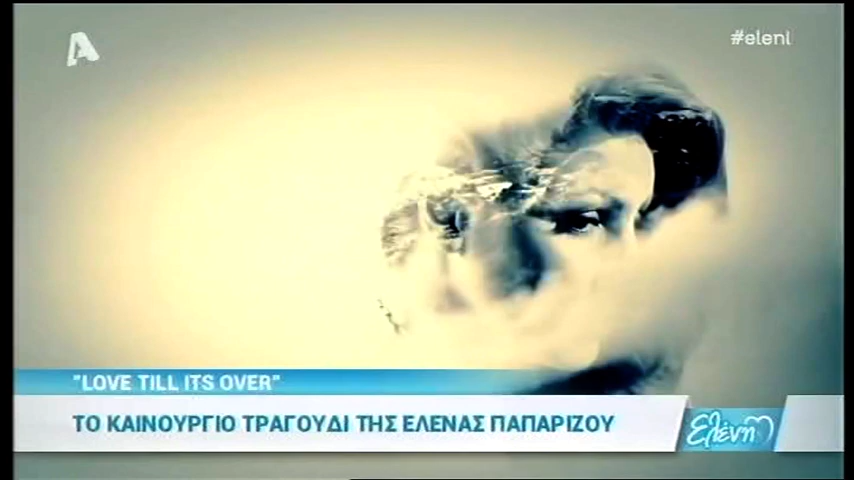 #eleni
"LOVE TILL ITS OVER"
ΤΟ ΚΑΙΝΟΥΡΓΙΟ ΤΡΑΓΟΥΔΙ ΤΗΣ ΕΛΕΝΑΣ ΠΑΠΑΡΙΖΟΥ
Ελένη